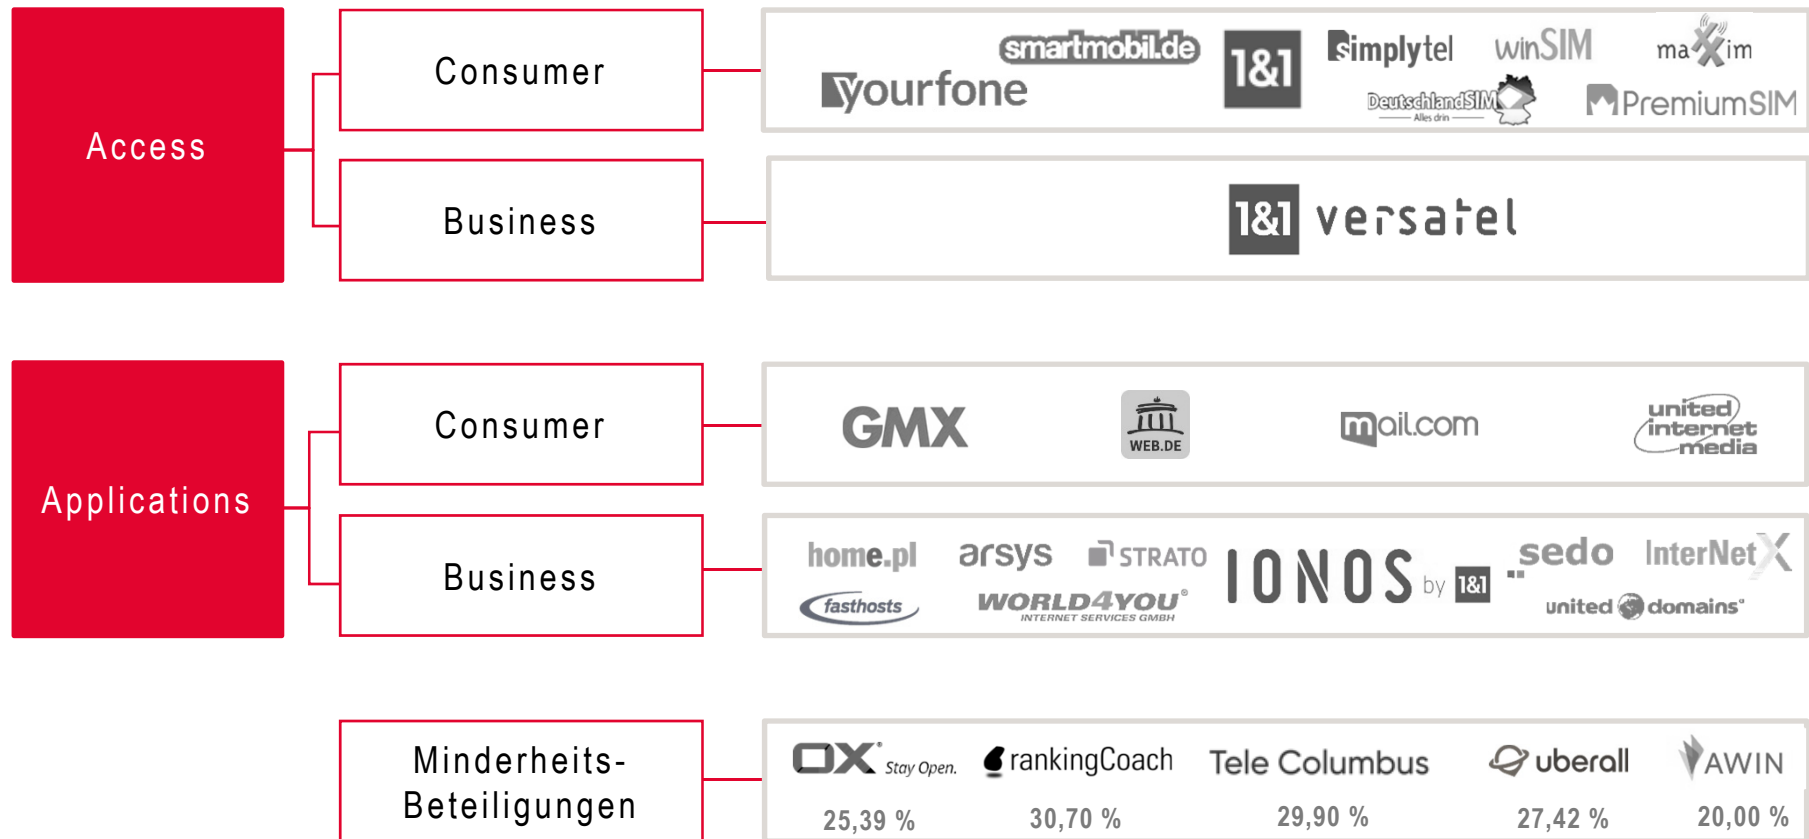 Access
Consumer
smartmobil.de
yourfone
1&1
simplytel
winSIM
maXXim
DeutschlandSIM
Alles drin
PremiumSIM
Business
1&1 versatel
Applications
Consumer
GMX
WEB.DE
mail.com
united
internet
media
Business
home.pl
arsys
STRATO
IONOS by 1&1
sedo
InterNetX
fasthosts
WORLD4YOU®
INTERNET SERVICES GMBH
united domains®
Minderheits-
Beteiligungen
OX® Stay Open.
rankingCoach
Tele Columbus
uberall
AWIN
25,39 %
30,70 %
29,90 %
27,42 %
20,00 %